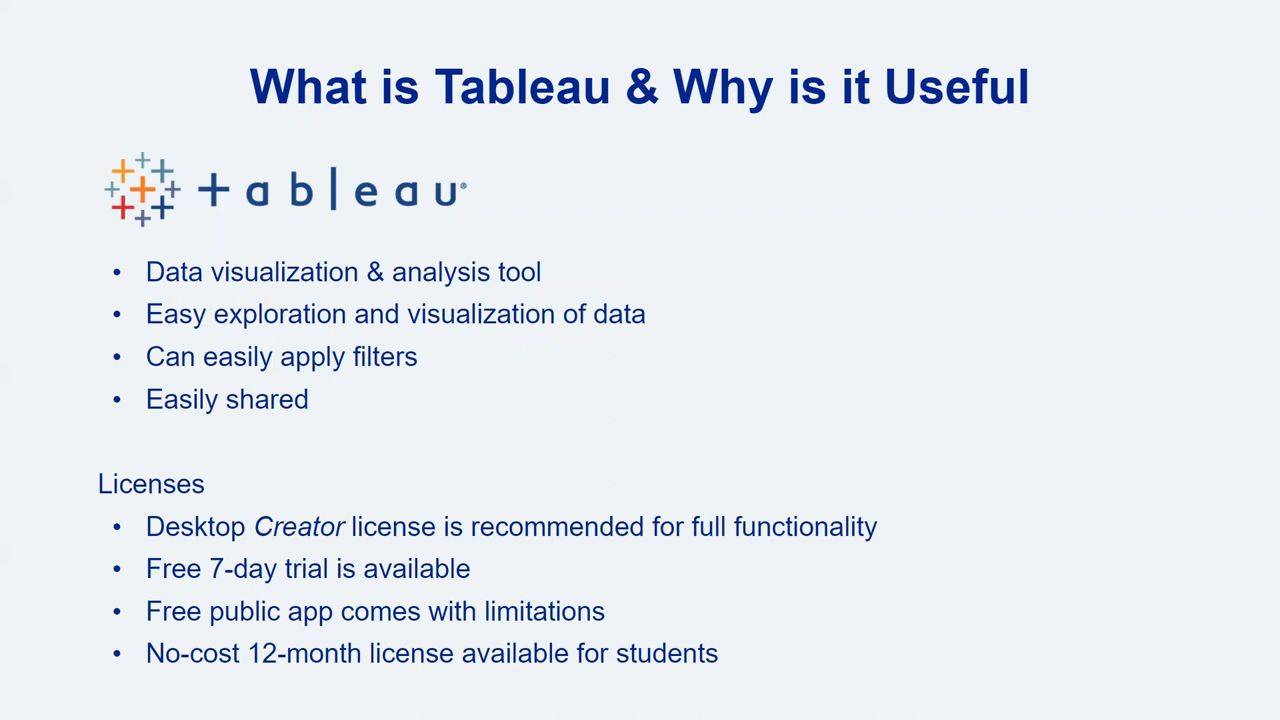 What is Tableau & Why is it Useful
+ableau®
• Data visualization & analysis tool
• Easy exploration and visualization of data
• Can easily apply filters
• Easily shared
Licenses
• Desktop Creator license is recommended for full functionality
• Free 7-day trial is available
• Free public app comes with limitations
• No-cost 12-month license available for students